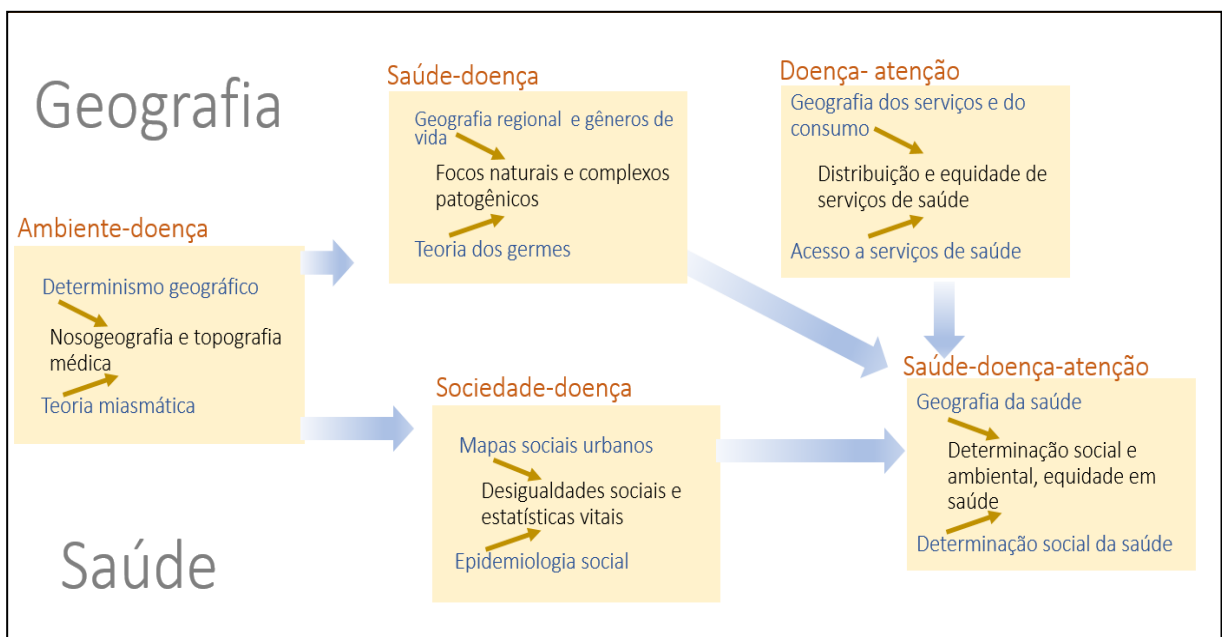 Geografia
Saúde-doença
Geografia regional e gêneros de
vida
Focos naturais e complexos
patogênicos
Teoria dos germes
Doença- atenção
Geografia dos serviços e do
consumo
Distribuição e equidade de
serviços de saúde
Acesso a serviços de saúde
Ambiente-doença
Determinismo geográfico
Nosogeografia e topografia
médica
Teoria miasmática
Sociedade-doença
Mapas sociais urbanos
Desigualdades sociais e
estatísticas vitais
Epidemiologia social
Saúde-doença-atenção
Geografia da saúde
Determinação social e
ambiental, equidade em
saúde
Determinação social da saúde
Saúde